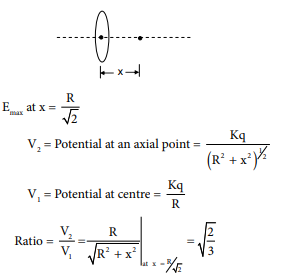 x
E_max at x = R/√2
V₂ = Potential at an axial point = Kq/(R² + x²)^½
V₁ = Potential at centre = Kq/R
Ratio = V₂/V₁ = R/√(R² + x²) |at x = R/√2 = √(2/3)